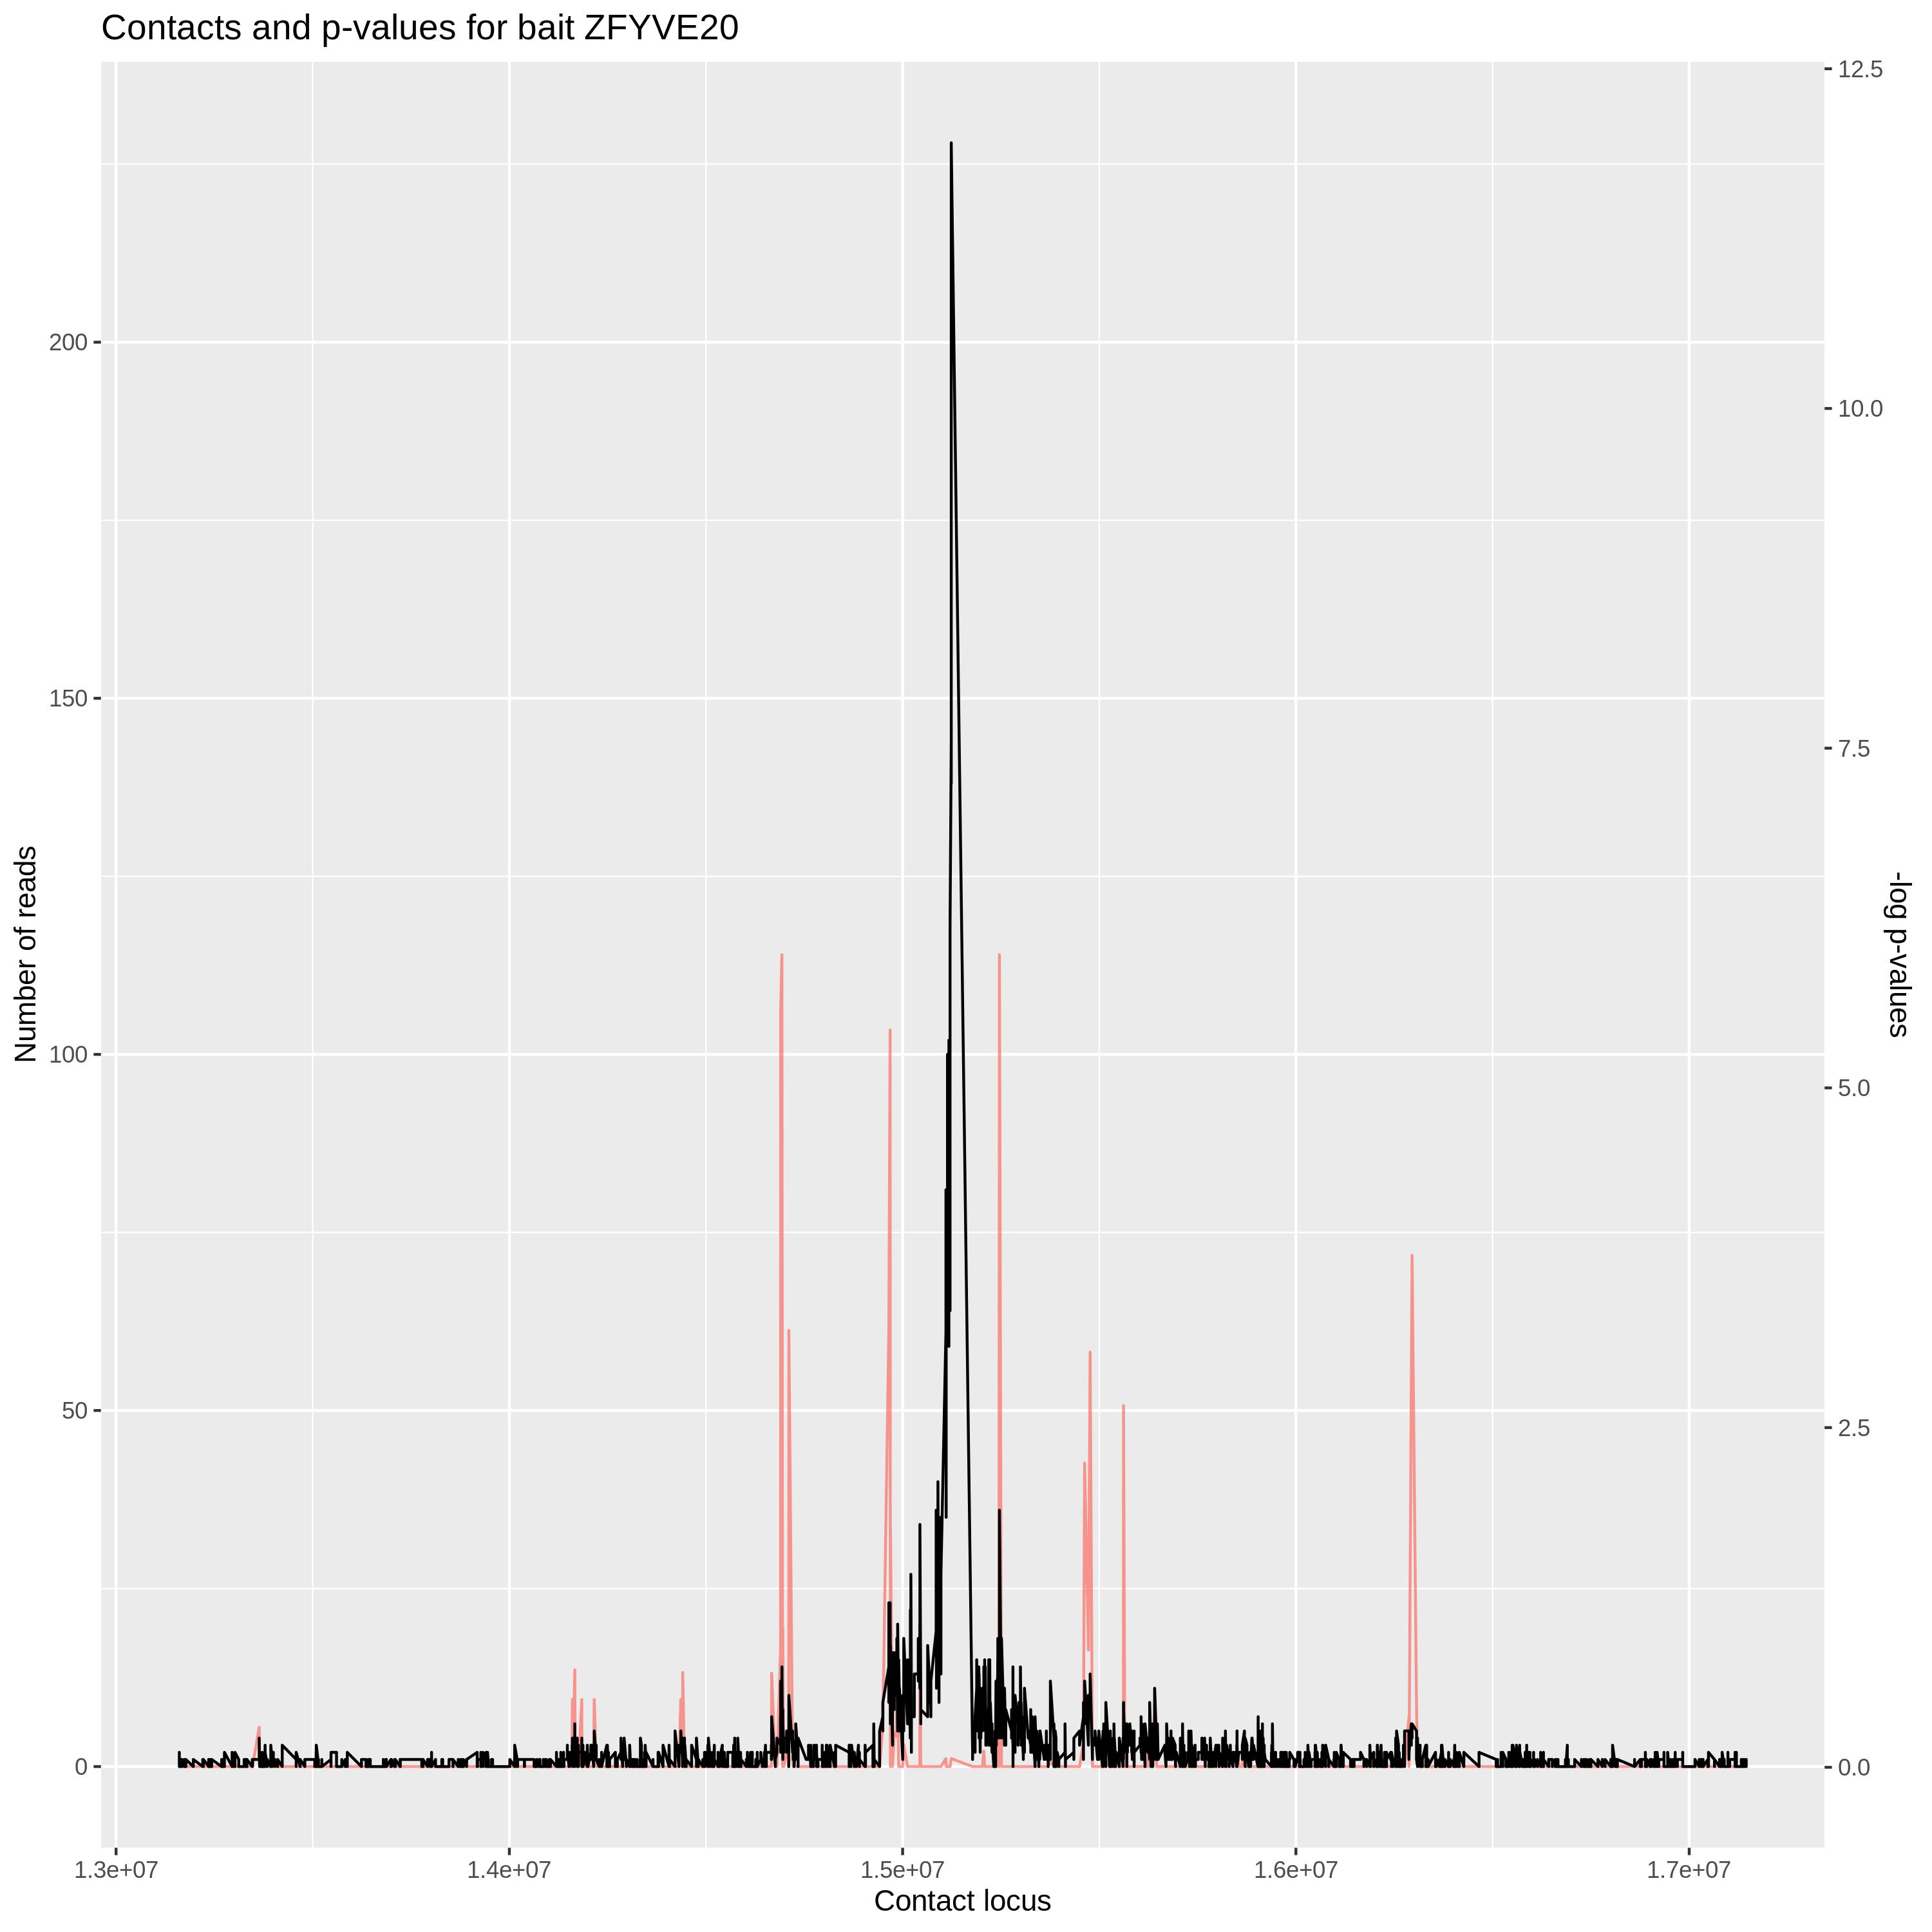 Contacts and p-values for bait ZFYVE20
Number of reads
200
150
100
50
0
12.5
10.0
7.5
5.0
2.5
0.0
-log p-values
1.3e+07
1.4e+07
1.5e+07
1.6e+07
1.7e+07
Contact locus